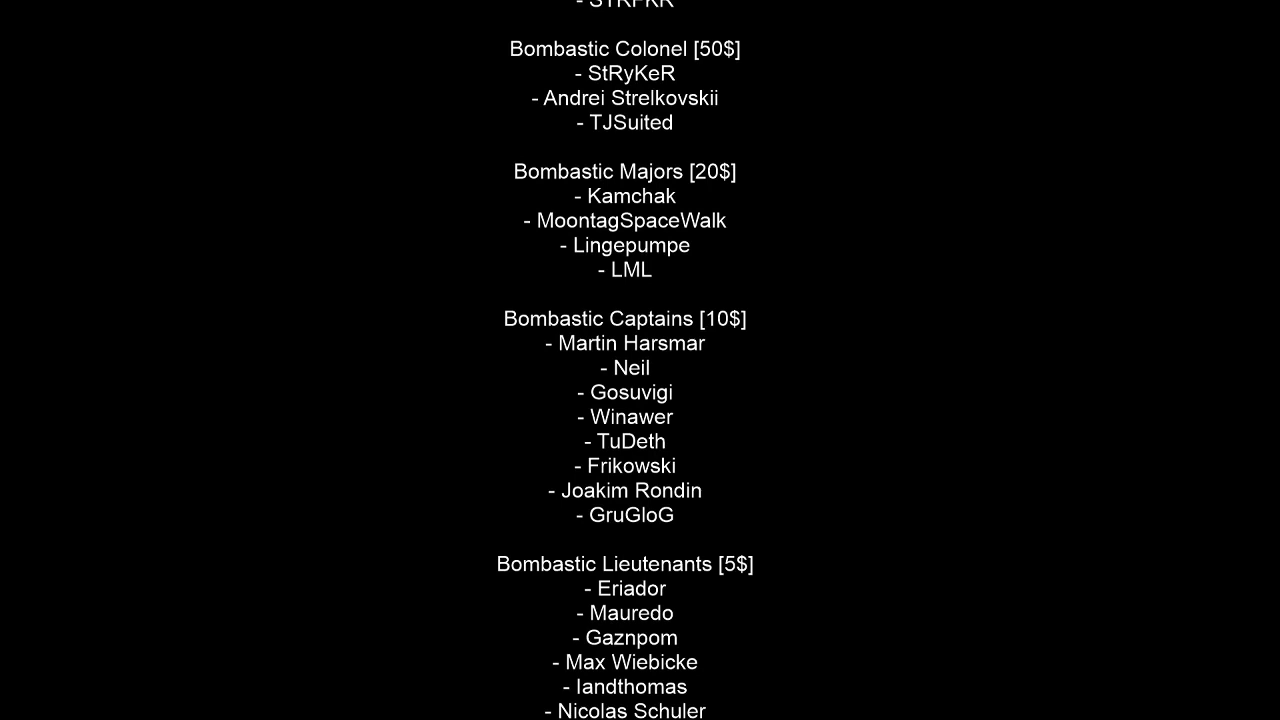 - STRFKR
Bombastic Colonel [50$]
- StRyKeR
- Andrei Strelkovskii
- TJSuited
Bombastic Majors [20$]
- Kamchak
- MoontagSpaceWalk
- Lingepumpe
- LML
Bombastic Captains [10$]
- Martin Harsmar
- Neil
- Gosuvigi
- Winawer
- TuDeth
- Frikowski
- Joakim Rondin
- GruGloG
Bombastic Lieutenants [5$]
- Eriador
- Mauredo
- Gaznpom
- Max Wiebicke
- Iandthomas
- Nicolas Schuler